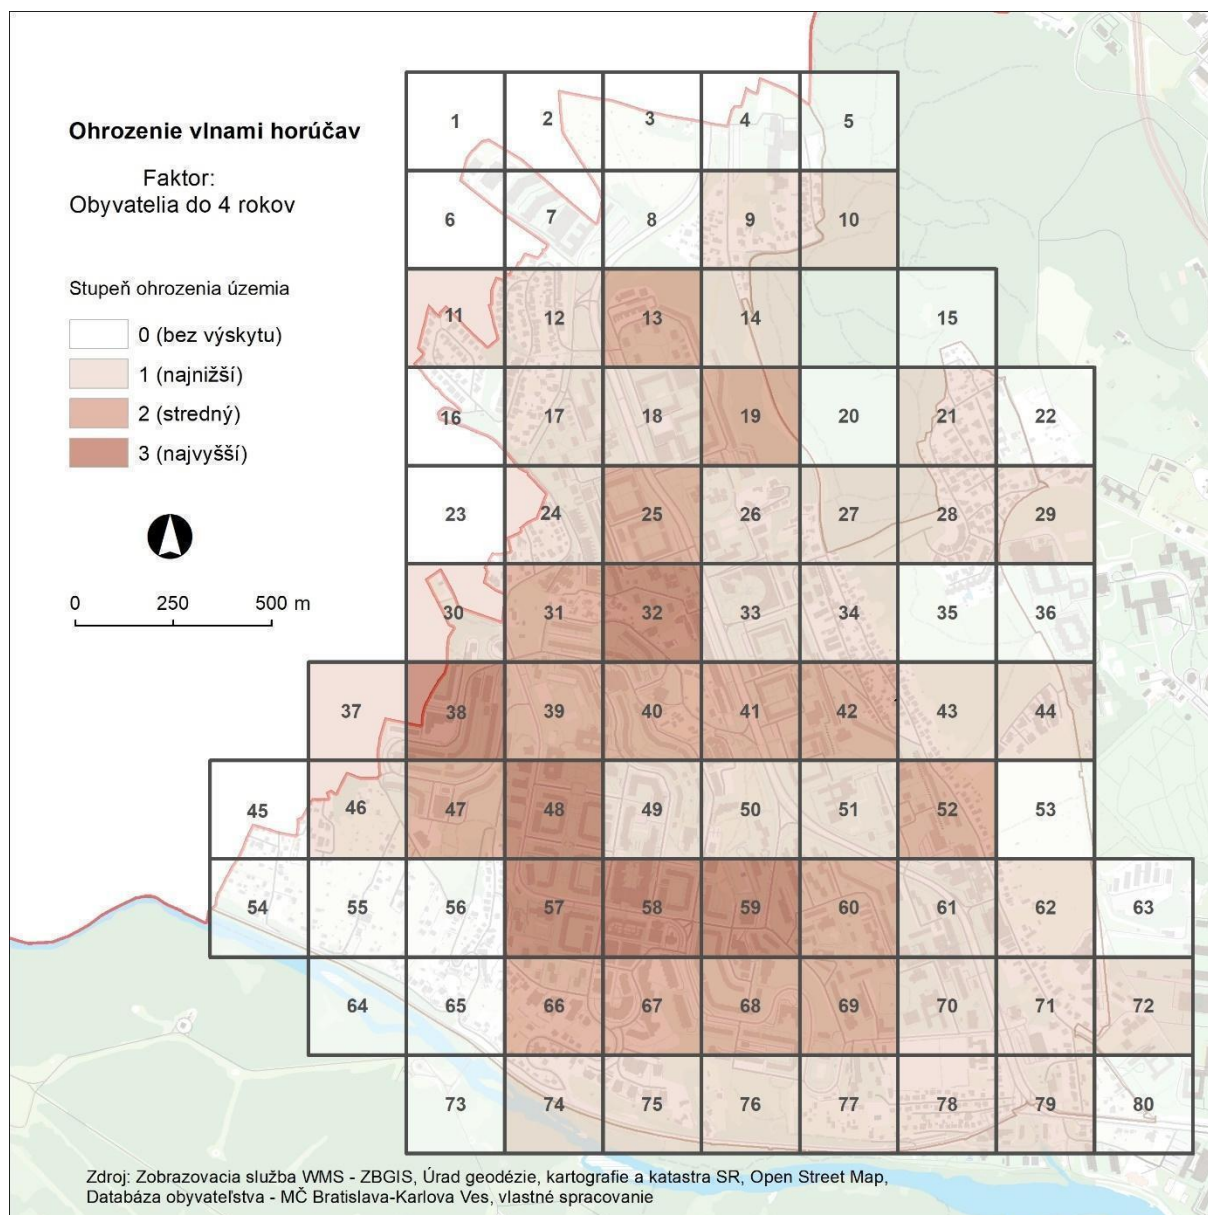 Ohrozenie vlnami horúčav
Faktor:
Obyvatelia do 4 rokov
Stupeň ohrozenia územia
0 (bez výskytu)
1 (najnižší)
2 (stredný)
3 (najvyšší)
0 250 500 m
1 2 3 4 5
6 7 8 9 10
11 12 13 14 15
16 17 18 19 20 21 22
23 24 25 26 27 28 29
30 31 32 33 34 35 36
37 38 39 40 41 42 43 44
45 46 47 48 49 50 51 52 53
54 55 56 57 58 59 60 61 62 63
64 65 66 67 68 69 70 71 72
73 74 75 76 77 78 79 80
Zdroj: Zobrazovacia služba WMS - ZBGIS, Úrad geodézie, kartografie a katastra SR, Open Street Map,
Databáza obyvateľstva - MČ Bratislava-Karlova Ves, vlastné spracovanie